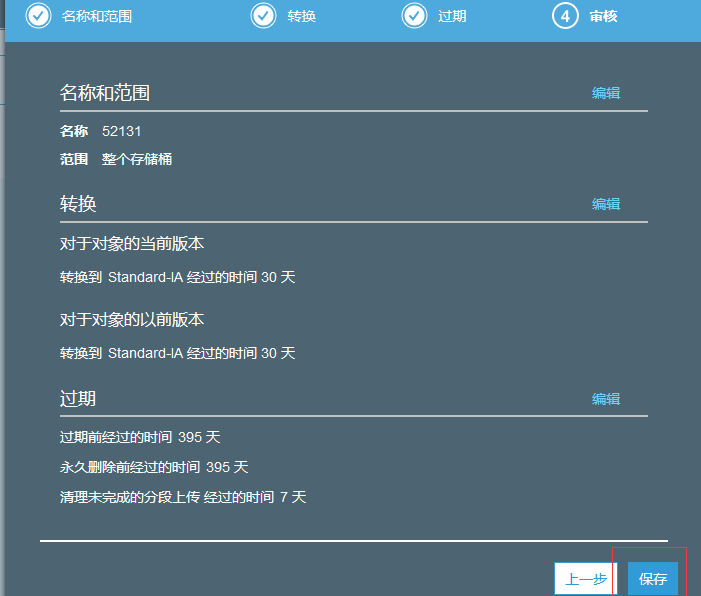 名称和范围 转换 过期 4 审核
名称和范围 编辑
名称 52131
范围 整个存储桶
转换 编辑
对于对象的当前版本
转换到 Standard-IA 经过的时间 30 天
对于对象的以前版本
转换到 Standard-IA 经过的时间 30 天
过期 编辑
过期前经过的时间 395 天
永久删除前经过的时间 395 天
清理未完成的分段上传 经过的时间 7 天
上一步 保存